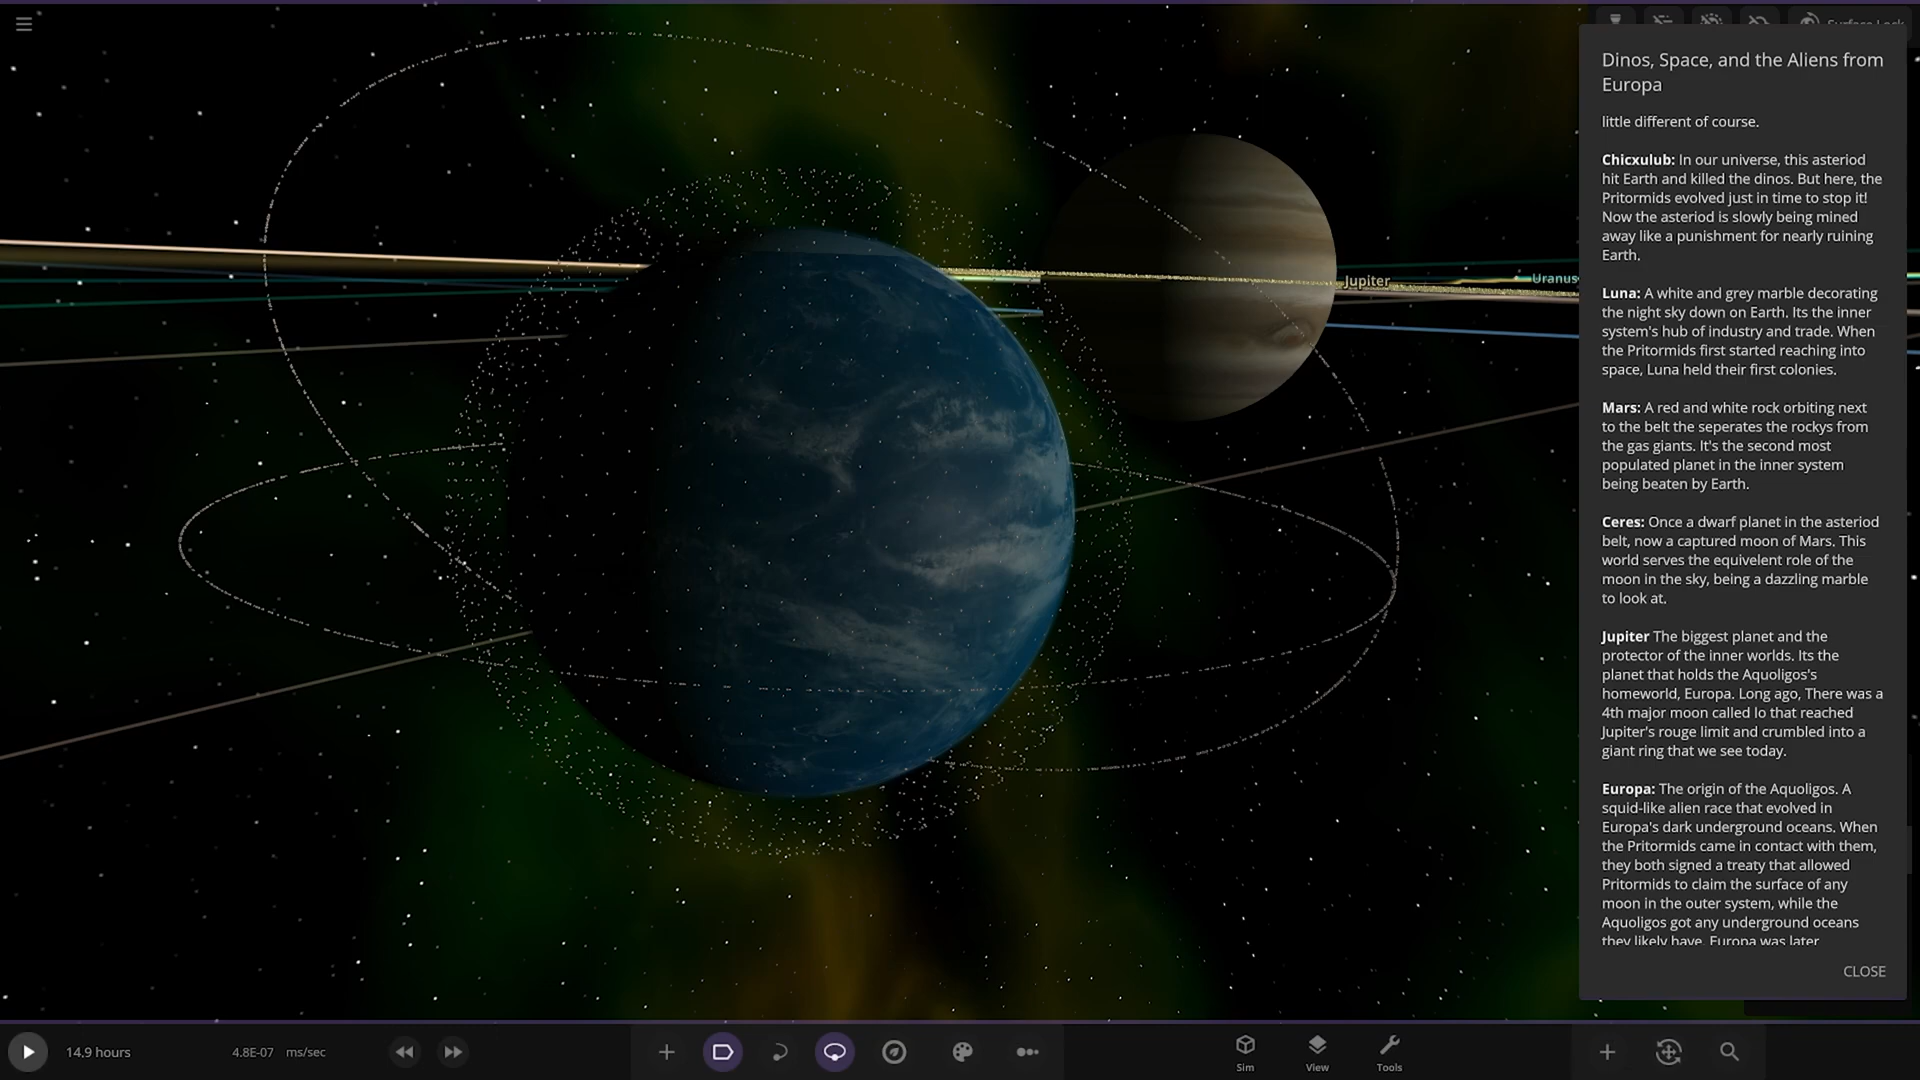 Surface Lock
Dinos, Space, and the Aliens from
Europa
little different of course.
Chicxulub: In our universe, this asteriod
hit Earth and killed the dinos. But here, the
Pritormids evolved just in time to stop it!
Now the asteriod is slowly being mined
away like a punishment for nearly ruining
Earth.
Luna: A white and grey marble decorating
the night sky down on Earth. Its the inner
system's hub of industry and trade. When
the Pritormids first started reaching into
space, Luna held their first colonies.
Mars: A red and white rock orbiting next
to the belt the seperates the rockys from
the gas giants. It's the second most
populated planet in the inner system
being beaten by Earth.
Ceres: Once a dwarf planet in the asteriod
belt, now a captured moon of Mars. This
world serves the equivelent role of the
moon in the sky, being a dazzling marble
to look at.
Jupiter The biggest planet and the
protector of the inner worlds. Its the
planet that holds the Aquoligos's
homeworld, Europa. Long ago, There was a
4th major moon called Io that reached
Jupiter's rouge limit and crumbled into a
giant ring that we see today.
Europa: The origin of the Aquoligos. A
squid-like alien race that evolved in
Europa's dark underground oceans. When
the Pritormids came in contact with them,
they both signed a treaty that allowed
Pritormids to claim the surface of any
moon in the outer system, while the
Aquoligos got any underground oceans
they likely have. Europa was later
CLOSE
Jupiter
Uranus
14.9 hours
4.8E-07 ms/sec
Sim
View
Tools